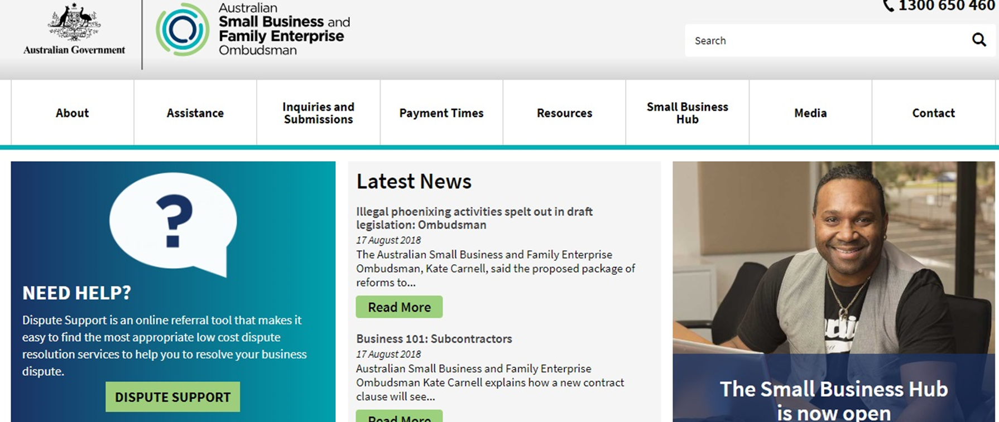 Australian Government
Australian
Small Business and
Family Enterprise
Ombudsman
1300 650 460
Search
About
Assistance
Inquiries and
Submissions
Payment Times
Resources
Small Business
Hub
Media
Contact
?
NEED HELP?
Dispute Support is an online referral tool that makes it
easy to find the most appropriate low cost dispute
resolution services to help you to resolve your business
dispute.
DISPUTE SUPPORT
Latest News
Illegal phoenixing activities spelt out in draft
legislation: Ombudsman
17 August 2018
The Australian Small Business and Family Enterprise
Ombudsman, Kate Carnell, said the proposed package of
reforms to...
Read More
Business 101: Subcontractors
17 August 2018
Australian Small Business and Family Enterprise
Ombudsman Kate Carnell explains how a new contract
clause will see...
Read More
The Small Business Hub
is now open